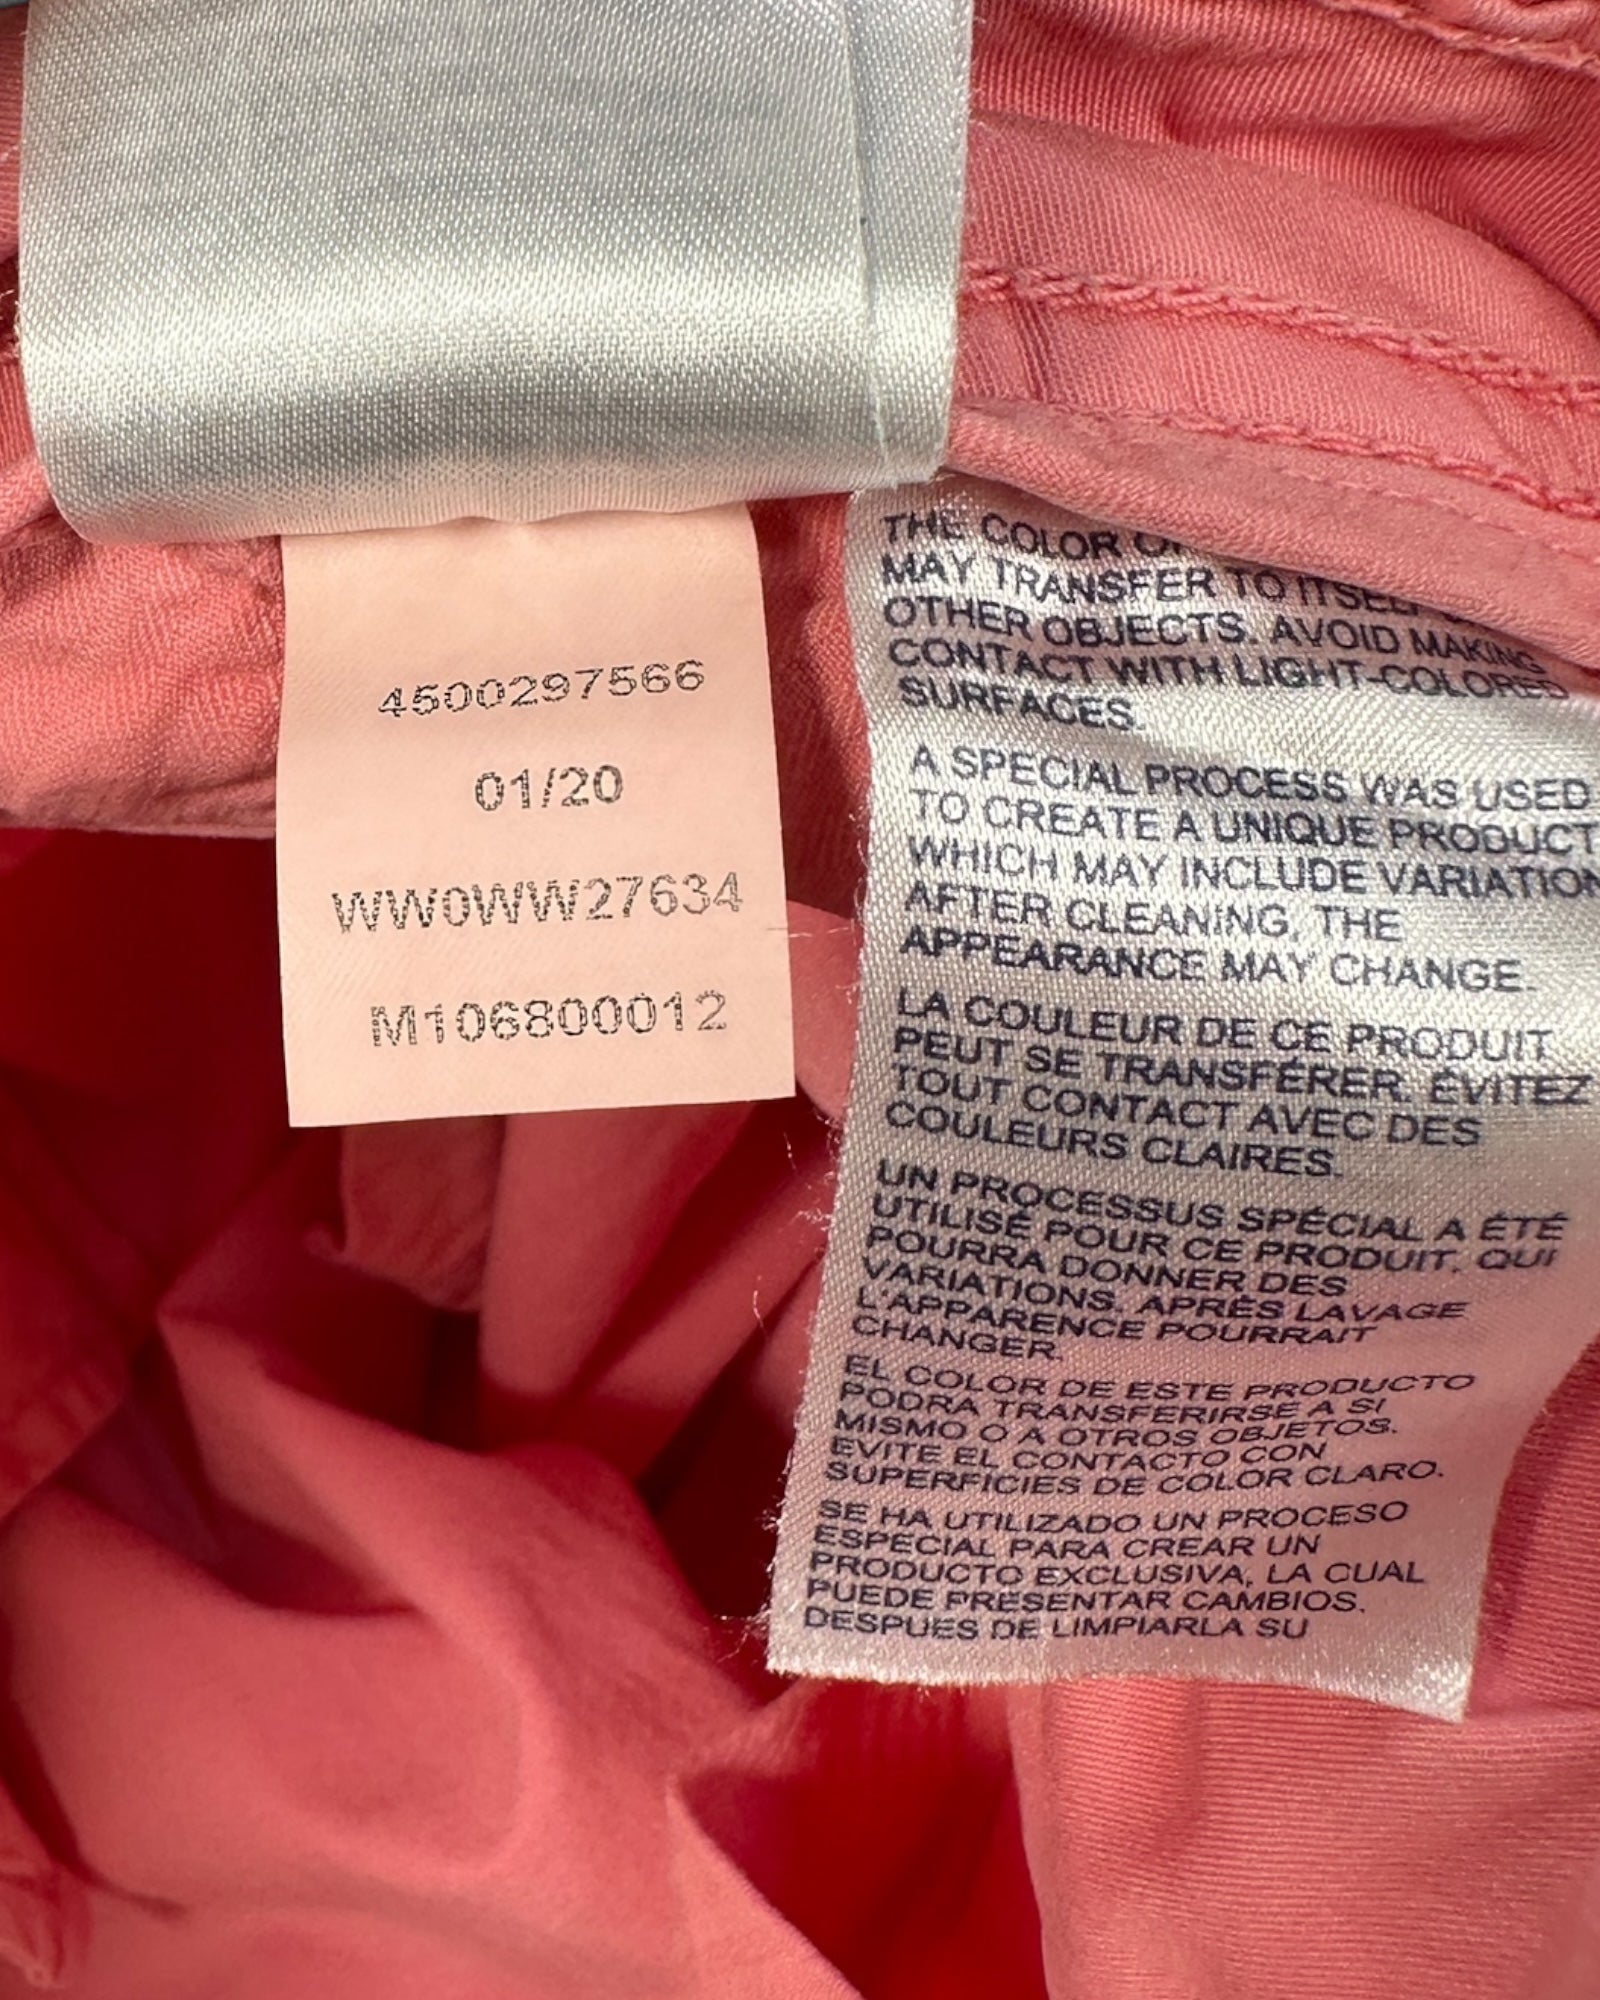 4500297566
01/20
WW0WW27634
M106800012
THE COLOR
MAY TRANSFER TO ITSELF
OTHER OBJECTS. AVOID MAKING
CONTACT WITH LIGHT-COLORED
SURFACES.
A SPECIAL PROCESS WAS USED
TO CREATE A UNIQUE PRODUCT
WHICH MAY INCLUDE VARIATION
AFTER CLEANING, THE
APPEARANCE MAY CHANGE.
LA COULEUR DE CE PRODUIT
PEUT SE TRANSFÉRER. ÉVITEZ
TOUT CONTACT AVEC DES
COULEURS CLAIRES.
UN PROCESSUS SPÉCIAL A ÉTÉ
UTILISÉ POUR CE PRODUIT, QUI
POURRA DONNER DES
VARIATIONS. APRÈS LAVAGE
L'APPARENCE POURRAIT
CHANGER.
EL COLOR DE ESTE PRODUCTO
PODRA TRANSFERIRSE A SI
MISMO O A OTROS OBJETOS.
EVITE EL CONTACTO CON
SUPERFICIES DE COLOR CLARO.
SE HA UTILIZADO UN PROCESO
ESPECIAL PARA CREAR UN
PRODUCTO EXCLUSIVA, LA CUAL
PUEDE PRESENTAR CAMBIOS.
DESPUES DE LIMPIARLA SU